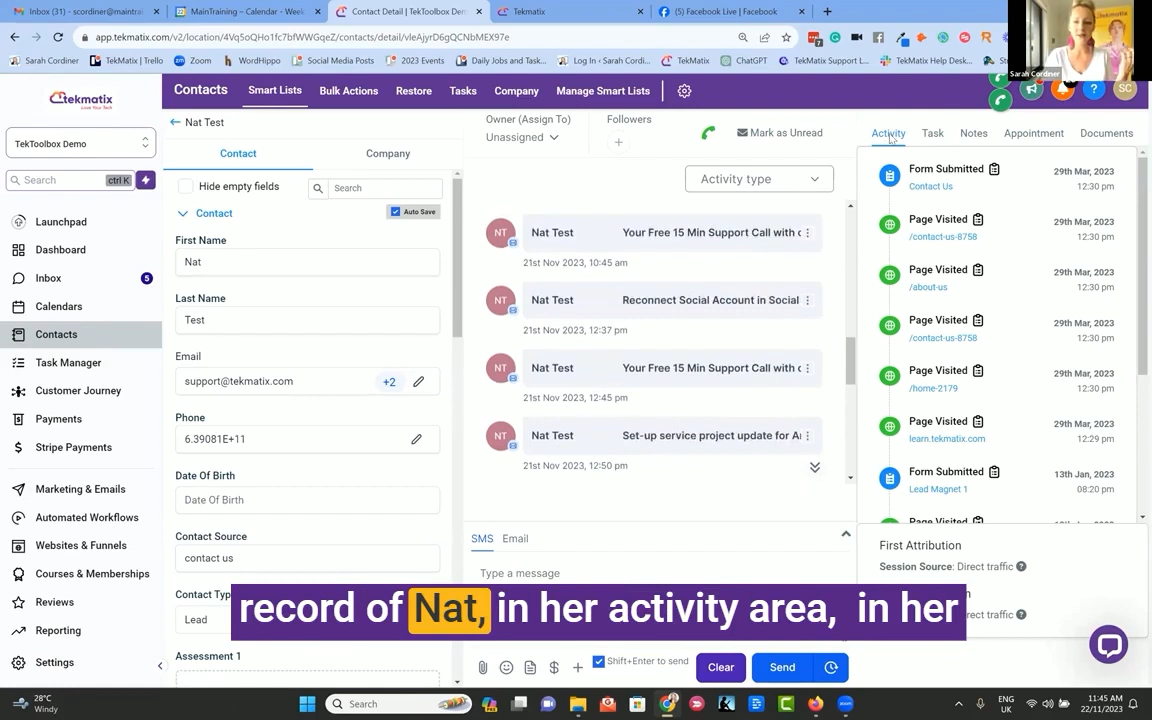 Inbox (31) - scordiner@maintrai
MainTraining – Calendar - Week
Contact Detail | TekToolbox De
Tekmatix
(5) Facebook Live | Facebook
app.tekmatix.com/v2/location/4Vq5oQHo1fc7bfWWGqeZ/contacts/detail/vleAjyrD6gQCNbMEX97e
Sarah Cordiner
TekMatix | Trello
Zoom
WordHippo
Social Media Posts
2023 Events
Daily Jobs and Task...
Log In ‹ Sarah Cordi...
TekMatix
ChatGPT
TekMatix Support L...
TekMatix Help Desk...
Sta
Sarah Cordiner
tekmatix
Love Your Tech
Contacts
Smart Lists
Bulk Actions
Restore
Tasks
Company
Manage Smart Lists
SC
TekToolbox Demo
Search
ctrl K
Launchpad
Dashboard
Inbox
5
Calendars
Contacts
Task Manager
Customer Journey
Payments
Stripe Payments
Marketing & Emails
Automated Workflows
Websites & Funnels
Courses & Memberships
Reviews
Reporting
Settings
Nat Test
Contact
Company
Hide empty fields
Search
Contact
Auto Save
First Name
Nat
Last Name
Test
Email
support@tekmatix.com
+2
Phone
6.39081E+11
Date Of Birth
Date Of Birth
Contact Source
contact us
Contact Typ
Lead
Assessment 1
Owner (Assign To)
Unassigned
Followers
Mark as Unread
Activity type
NT
Nat Test
Your Free 15 Min Support Call with c
21st Nov 2023, 10:45 am
NT
Nat Test
Reconnect Social Account in Social
21st Nov 2023, 12:37 pm
NT
Nat Test
Your Free 15 Min Support Call with c
21st Nov 2023, 12:45 pm
NT
Nat Test
Set-up service project update for A
21st Nov 2023, 12:50 pm
SMS
Email
Type a message
Shift+Enter to send
Clear
Send
Activity
Task
Notes
Appointment
Documents
Form Submitted
29th Mar, 2023
Contact Us
12:30 pm
Page Visited
29th Mar, 2023
/contact-us-8758
12:30 pm
Page Visited
29th Mar, 2023
/about-us
12:30 pm
Page Visited
29th Mar, 2023
/contact-us-8758
12:30 pm
Page Visited
29th Mar, 2023
/home-2179
12:30 pm
Page Visited
29th Mar, 2023
learn.tekmatix.com
12:29 pm
Form Submitted
13th Jan, 2023
Lead Magnet 1
08:20 pm
Page Visited
First Attribution
Session Source: Direct traffic
rect traffic
record of Nat, in her activity area, in her
28°C
Windy
Search
ENG
UK
11:45 AM
22/11/2023